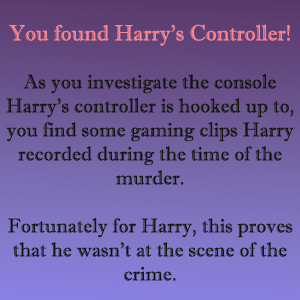 You found Harry's Controller!
As you investigate the console
Harry's controller is hooked up to,
you find some gaming clips Harry
recorded during the time of the
murder.
Fortunately for Harry, this proves
that he wasn't at the scene of the
crime.